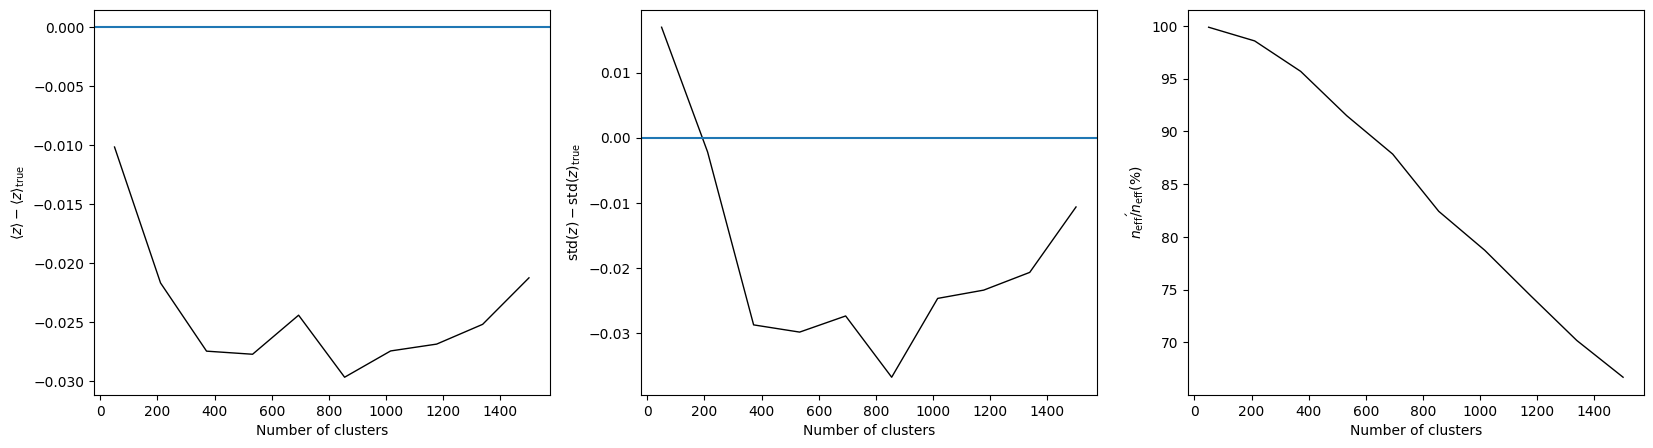 0.000
−0.005
−0.010
−0.015
−0.020
−0.025
−0.030
⟨z⟩ − ⟨z⟩true
0 200 400 600 800 1000 1200 1400
Number of clusters
0.01
0.00
−0.01
−0.02
−0.03
std(z) − std(z)true
0 200 400 600 800 1000 1200 1400
Number of clusters
100
95
90
85
80
75
70
n′eff/neff(%)
0 200 400 600 800 1000 1200 1400
Number of clusters